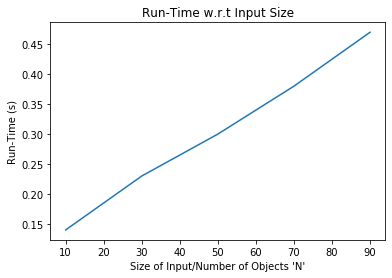 Run-Time w.r.t Input Size
Run-Time (s)
0.45
0.40
0.35
0.30
0.25
0.20
0.15
10 20 30 40 50 60 70 80 90
Size of Input/Number of Objects 'N'